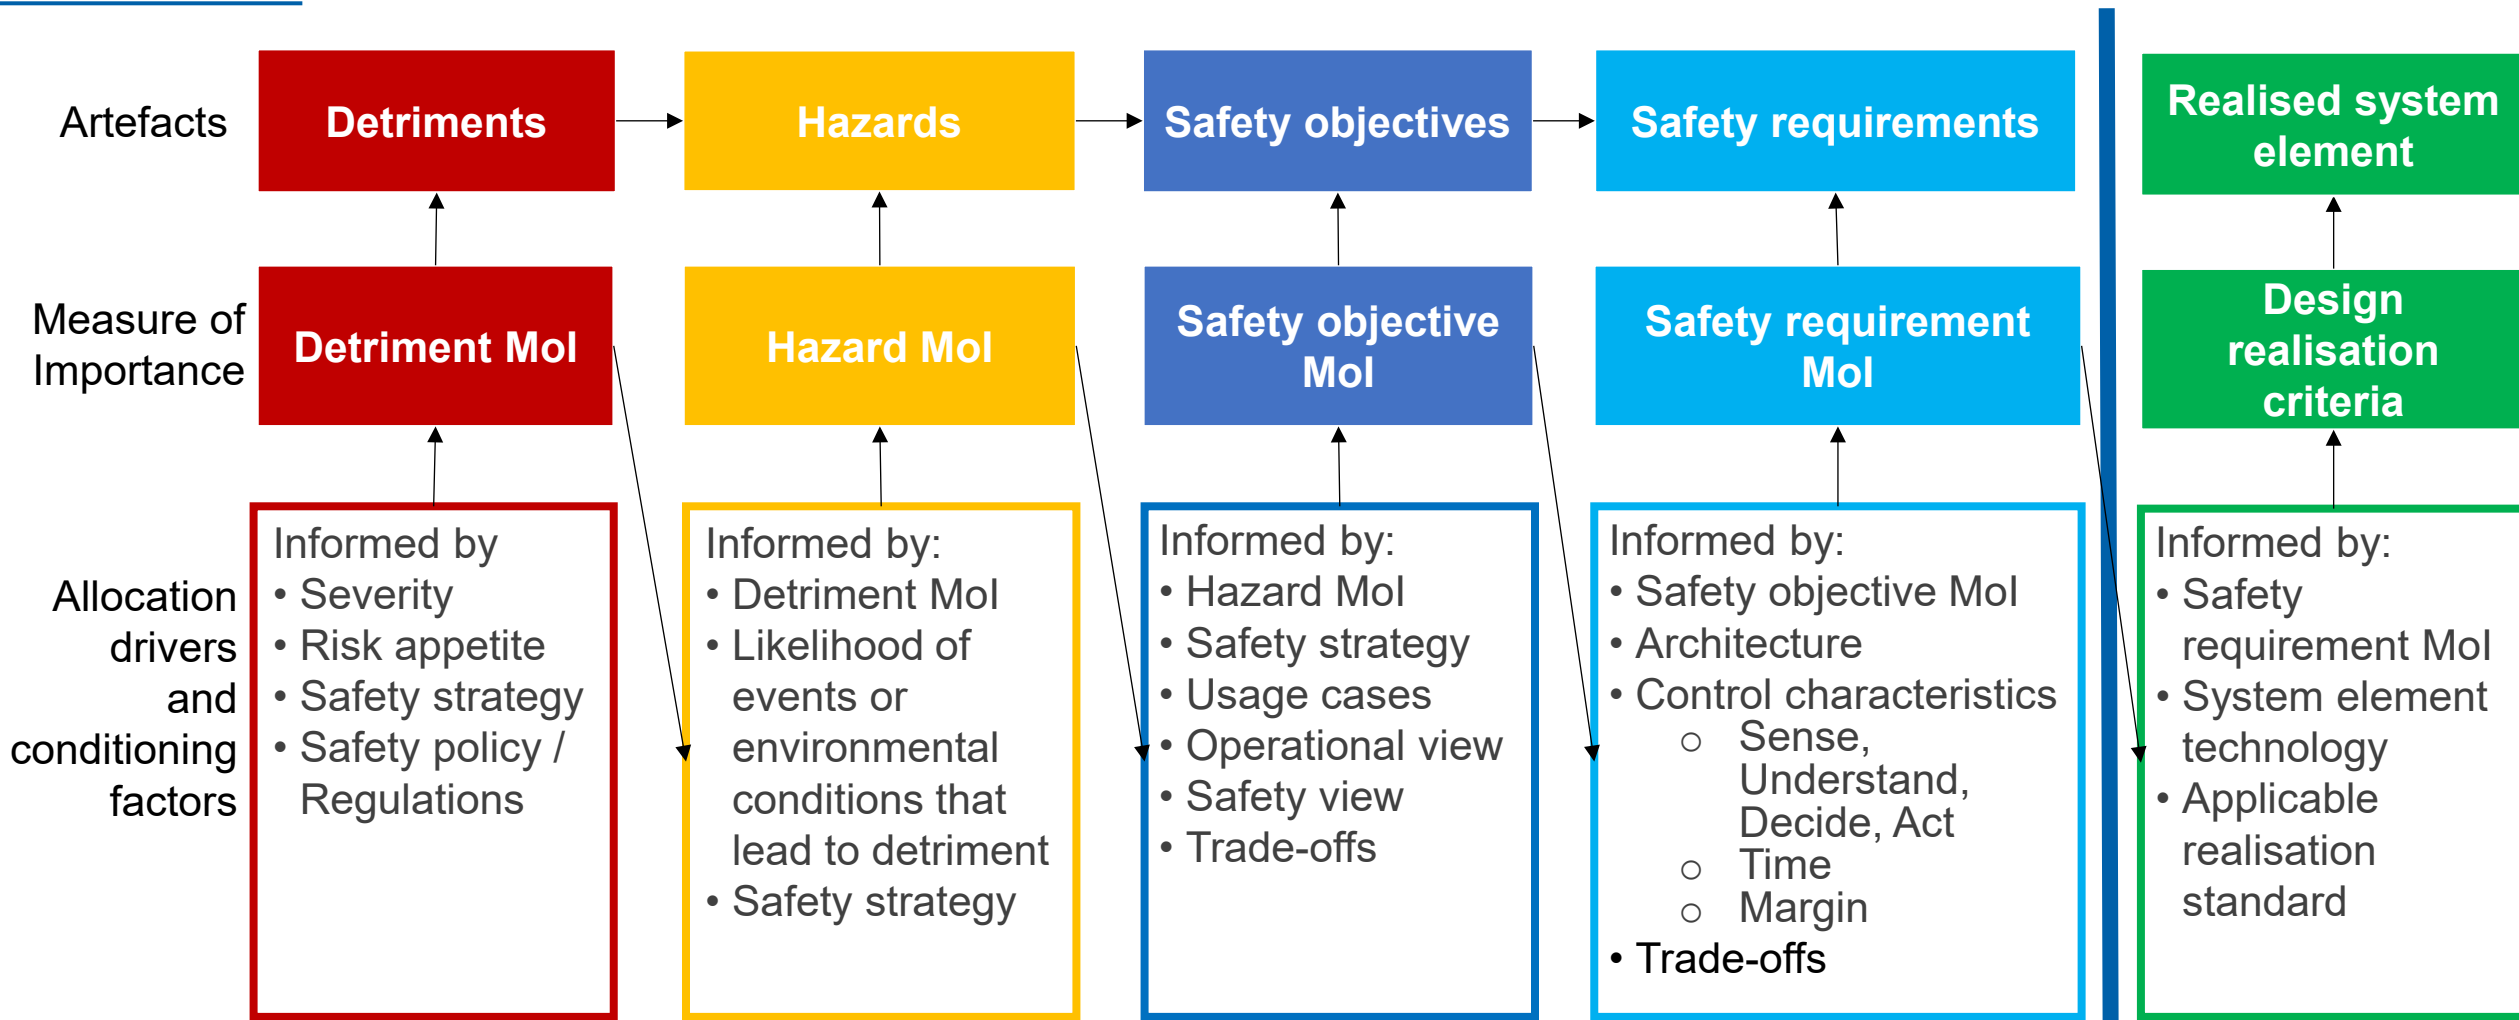 Artefacts
Detriments
Hazards
Safety objectives
Safety requirements
Realised system
element
Measure of
Importance
Detriment MoI
Hazard MoI
Safety objective
MoI
Safety requirement
MoI
Design
realisation
criteria
Allocation
drivers
and
conditioning
factors
Informed by
• Severity
• Risk appetite
• Safety strategy
• Safety policy /
Regulations
Informed by:
• Detriment MoI
• Likelihood of
events or
environmental
conditions that
lead to detriment
• Safety strategy
Informed by:
• Hazard MoI
• Safety strategy
• Usage cases
• Operational view
• Safety view
• Trade-offs
Informed by:
• Safety objective MoI
• Architecture
• Control characteristics
○ Sense,
Understand,
Decide, Act
○ Time
○ Margin
• Trade-offs
Informed by:
• Safety
requirement MoI
• System element
technology
• Applicable
realisation
standard